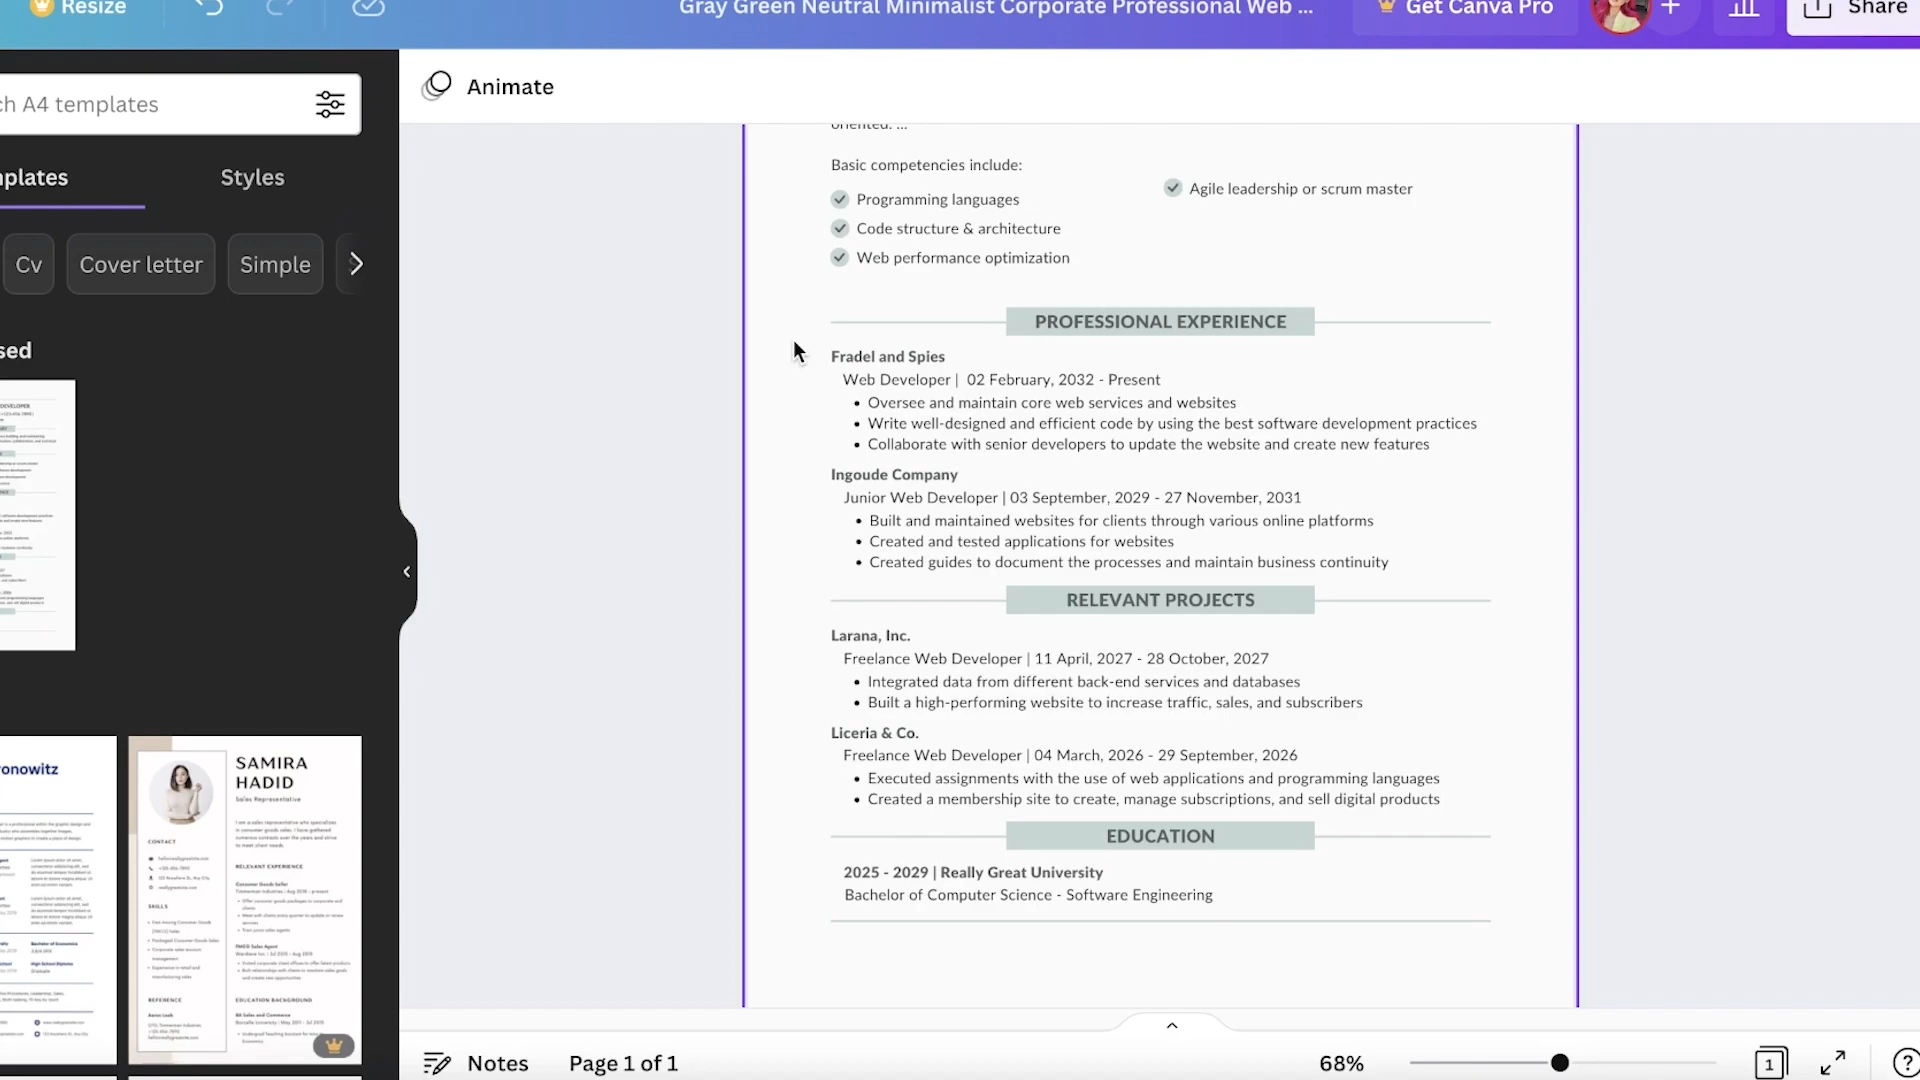 Resize
Gray Green Neutral Minimalist Corporate Professional Web ...
Get Canva Pro
Share
A4 templates
Styles
Animate
Cv
Cover letter
Simple
oriented. ...
Basic competencies include:
Programming languages
Code structure & architecture
Web performance optimization
Agile leadership or scrum master
PROFESSIONAL EXPERIENCE
Fradel and Spies
Web Developer | 02 February, 2032 - Present
• Oversee and maintain core web services and websites
• Write well-designed and efficient code by using the best software development practices
• Collaborate with senior developers to update the website and create new features
Ingoude Company
Junior Web Developer | 03 September, 2029 - 27 November, 2031
• Built and maintained websites for clients through various online platforms
• Created and tested applications for websites
• Created guides to document the processes and maintain business continuity
RELEVANT PROJECTS
Larana, Inc.
Freelance Web Developer | 11 April, 2027 - 28 October, 2027
• Integrated data from different back-end services and databases
• Built a high-performing website to increase traffic, sales, and subscribers
Liceria & Co.
Freelance Web Developer | 04 March, 2026 - 29 September, 2026
• Executed assignments with the use of web applications and programming languages
• Created a membership site to create, manage subscriptions, and sell digital products
EDUCATION
2025 - 2029 | Really Great University
Bachelor of Computer Science - Software Engineering
SAMIRA
HADID
Sales Representative
CONTACT
SKILLS
REFERENCE
RELEVANT EXPERIENCE
EDUCATION BACKGROUND
Notes
Page 1 of 1
68%
1
?